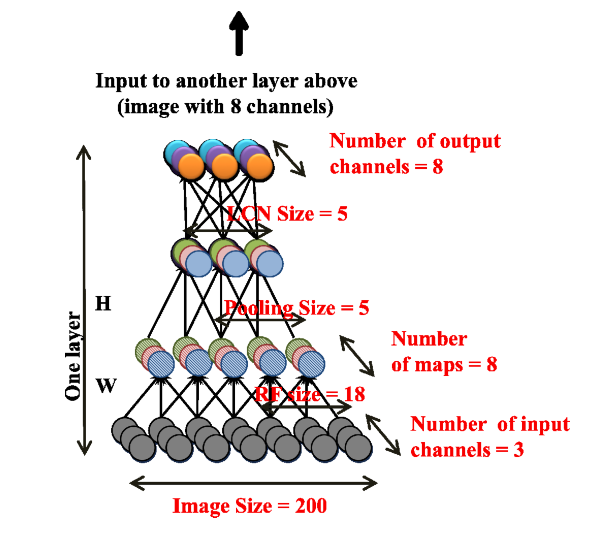 Input to another layer above
(image with 8 channels)
Number of output
channels = 8
LCN Size = 5
H
Pooling Size = 5
One layer
Number
of maps = 8
W
RF size = 18
Number of input
channels = 3
Image Size = 200